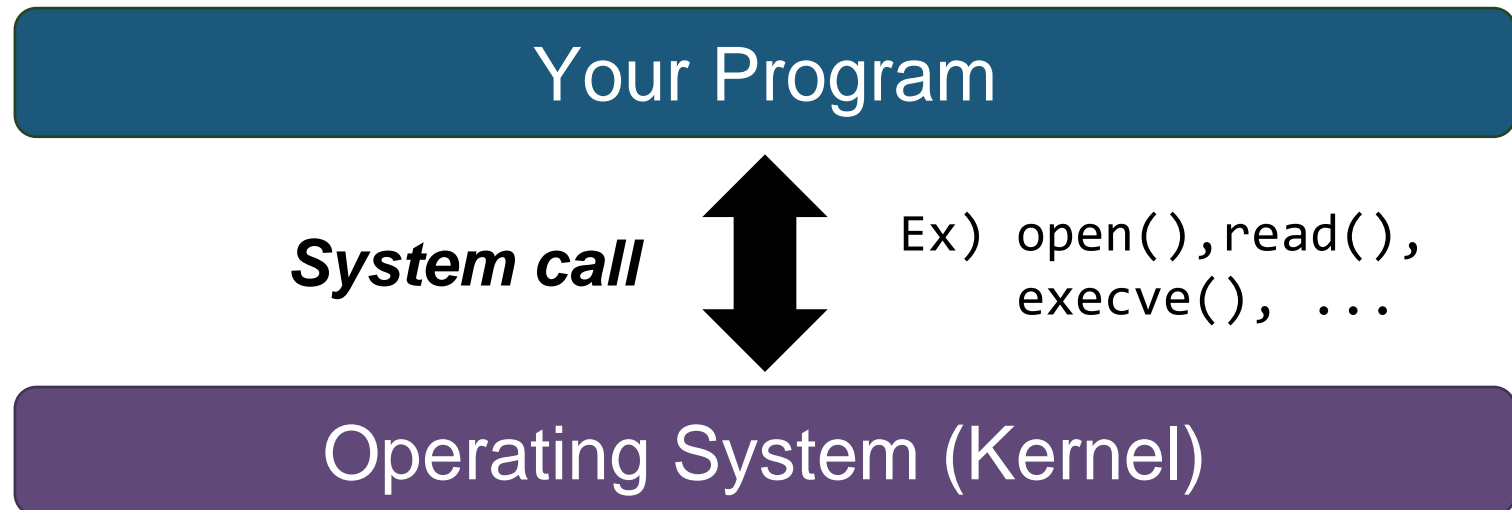 Your Program
System call
Ex) open(),read(),
execve(), ...
Operating System (Kernel)